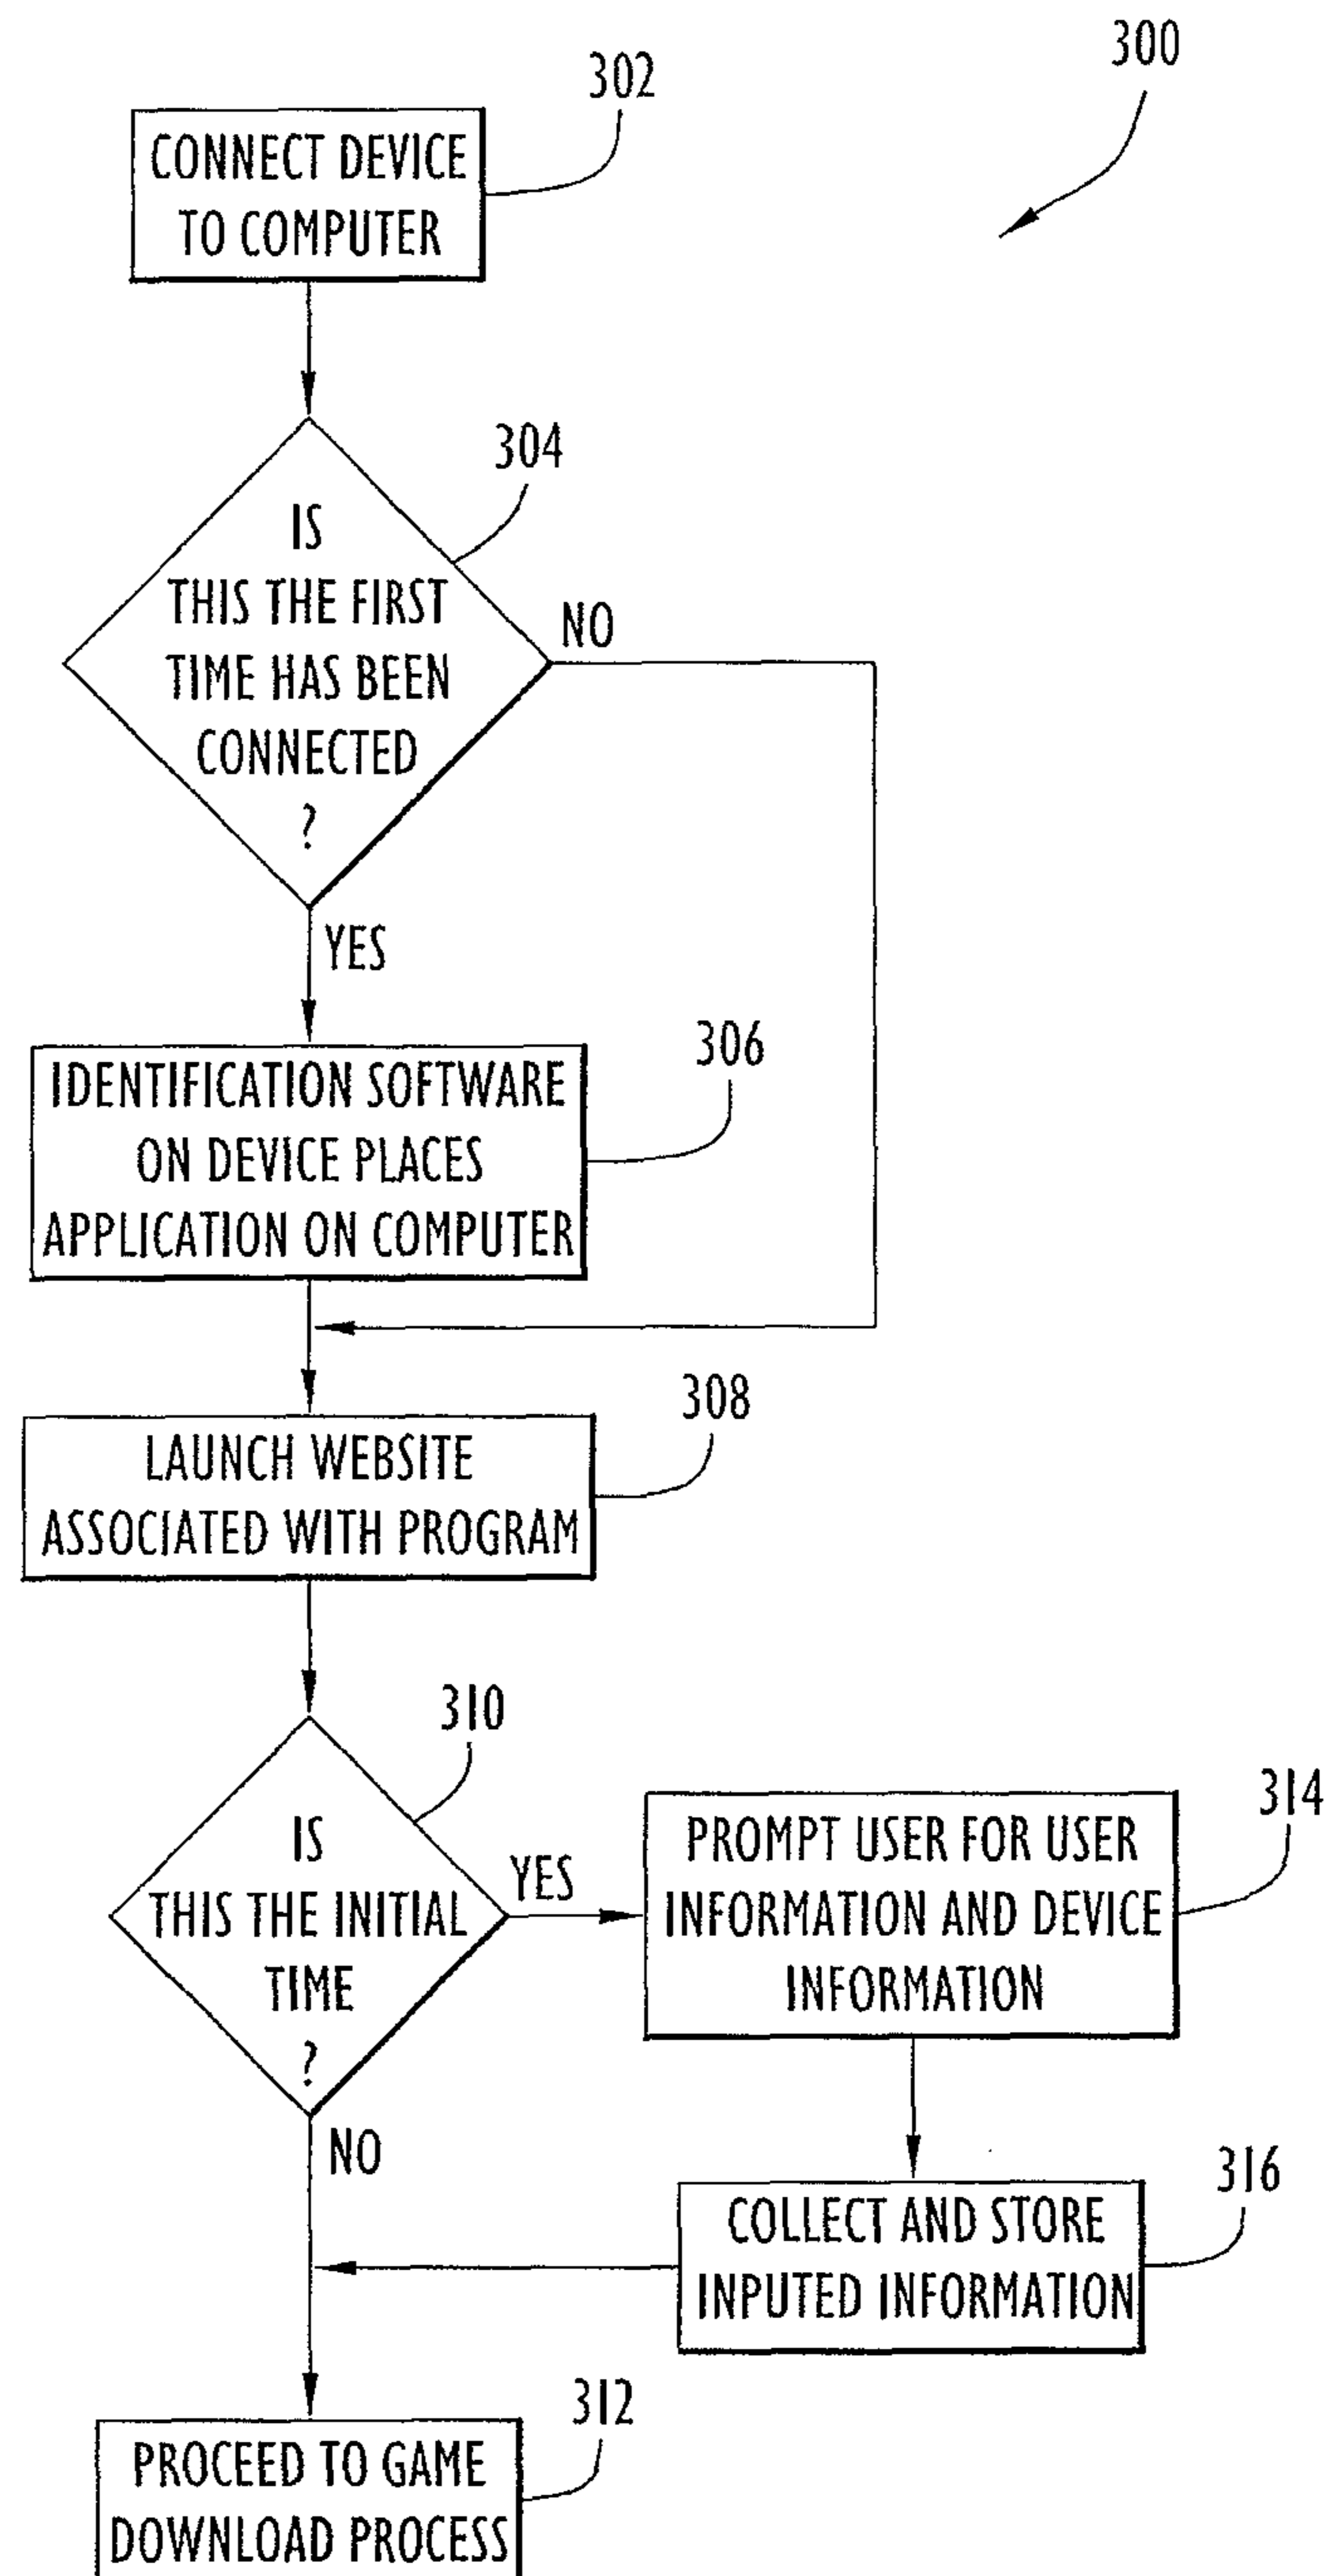 300
302
CONNECT DEVICE
TO COMPUTER
304
IS
THIS THE FIRST
TIME HAS BEEN
CONNECTED
?
NO
YES
306
IDENTIFICATION SOFTWARE
ON DEVICE PLACES
APPLICATION ON COMPUTER
308
LAUNCH WEBSITE
ASSOCIATED WITH PROGRAM
310
IS
THIS THE INITIAL
TIME
?
YES
314
PROMPT USER FOR USER
INFORMATION AND DEVICE
INFORMATION
NO
316
COLLECT AND STORE
INPUTED INFORMATION
312
PROCEED TO GAME
DOWNLOAD PROCESS